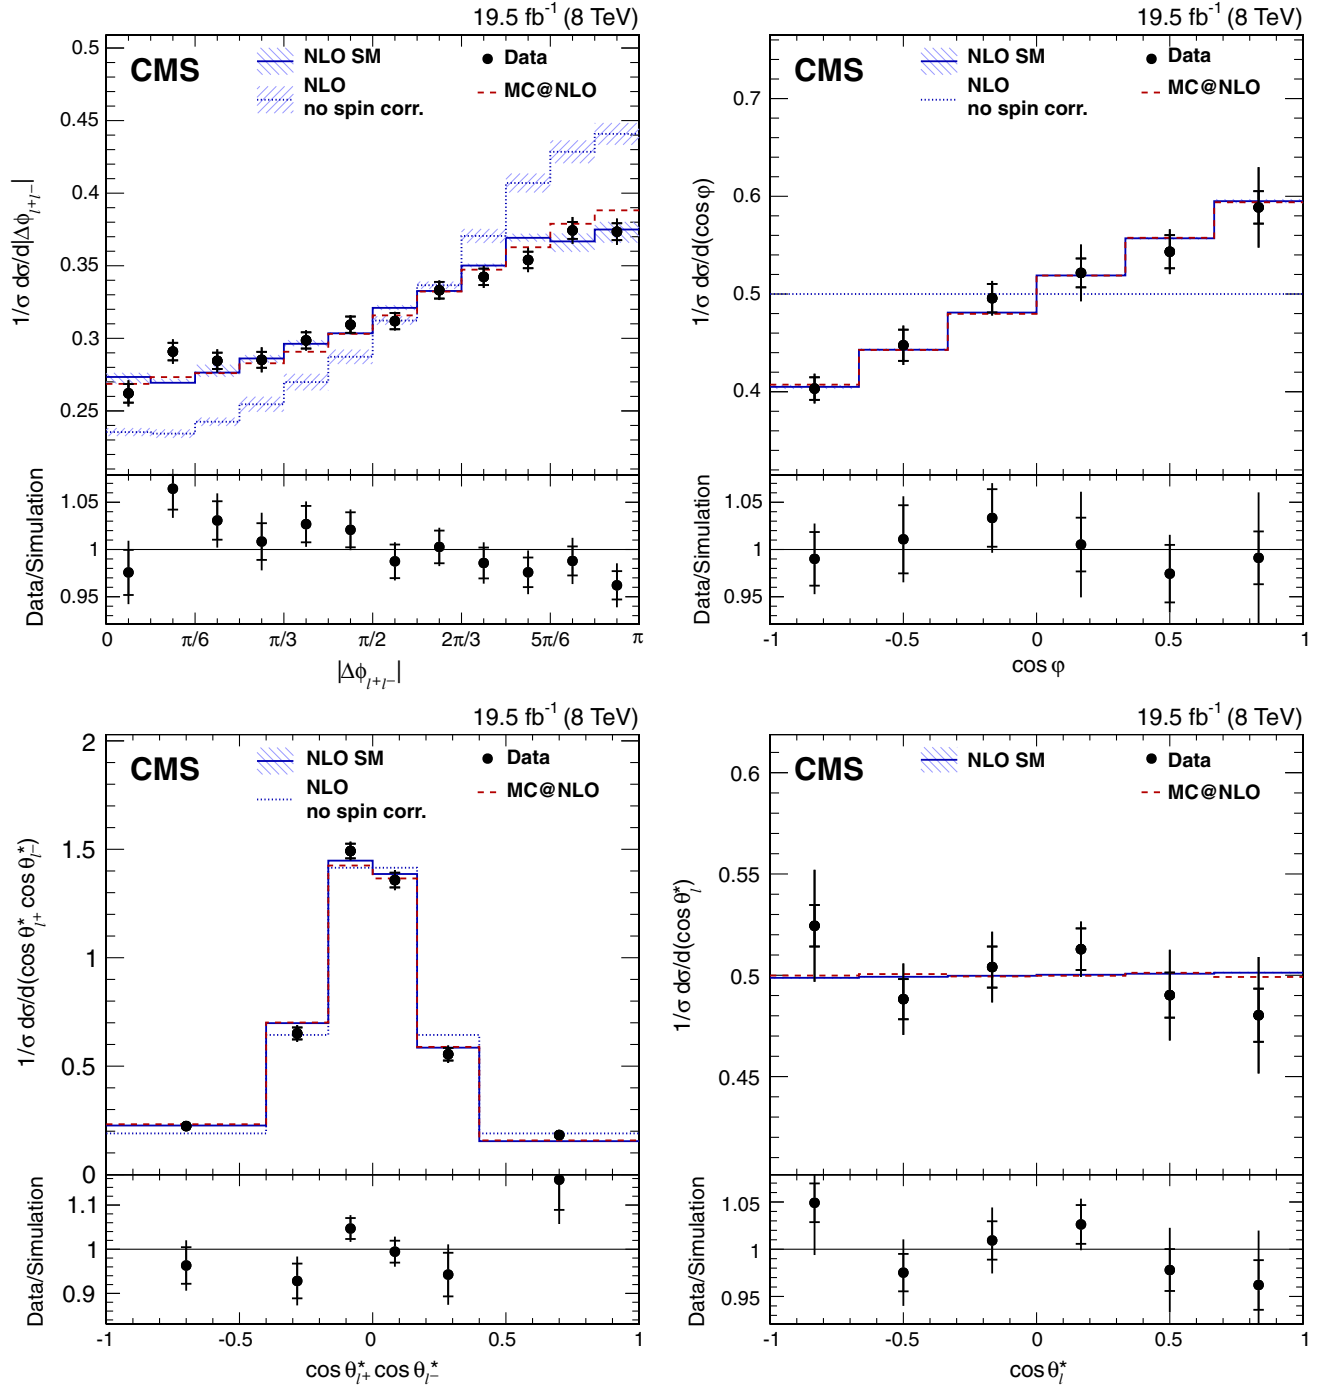 19.5 fb⁻¹ (8 TeV)
CMS
NLO SM
NLO
no spin corr.
Data
MC@NLO
1/σ dσ/d|Δϕ_{l+l−}|
0.5
0.45
0.4
0.35
0.3
0.25
Data/Simulation
1.05
1
0.95
0 π/6 π/3 π/2 2π/3 5π/6 π
|Δϕ_{l+l−}|
19.5 fb⁻¹ (8 TeV)
CMS
NLO SM
NLO
no spin corr.
Data
MC@NLO
1/σ dσ/d(cos φ)
0.7
0.6
0.5
0.4
Data/Simulation
1.05
1
0.95
-1 -0.5 0 0.5 1
cos φ
19.5 fb⁻¹ (8 TeV)
CMS
NLO SM
NLO
no spin corr.
Data
MC@NLO
1/σ dσ/d(cos θ*_{l+} cos θ*_{l−})
2
1.5
1
0.5
0
Data/Simulation
1.1
1
0.9
-1 -0.5 0 0.5 1
cos θ*_{l+} cos θ*_{l−}
19.5 fb⁻¹ (8 TeV)
CMS
NLO SM
Data
MC@NLO
1/σ dσ/d(cos θ*_l)
0.6
0.55
0.5
0.45
Data/Simulation
1.05
1
0.95
-1 -0.5 0 0.5 1
cos θ*_l